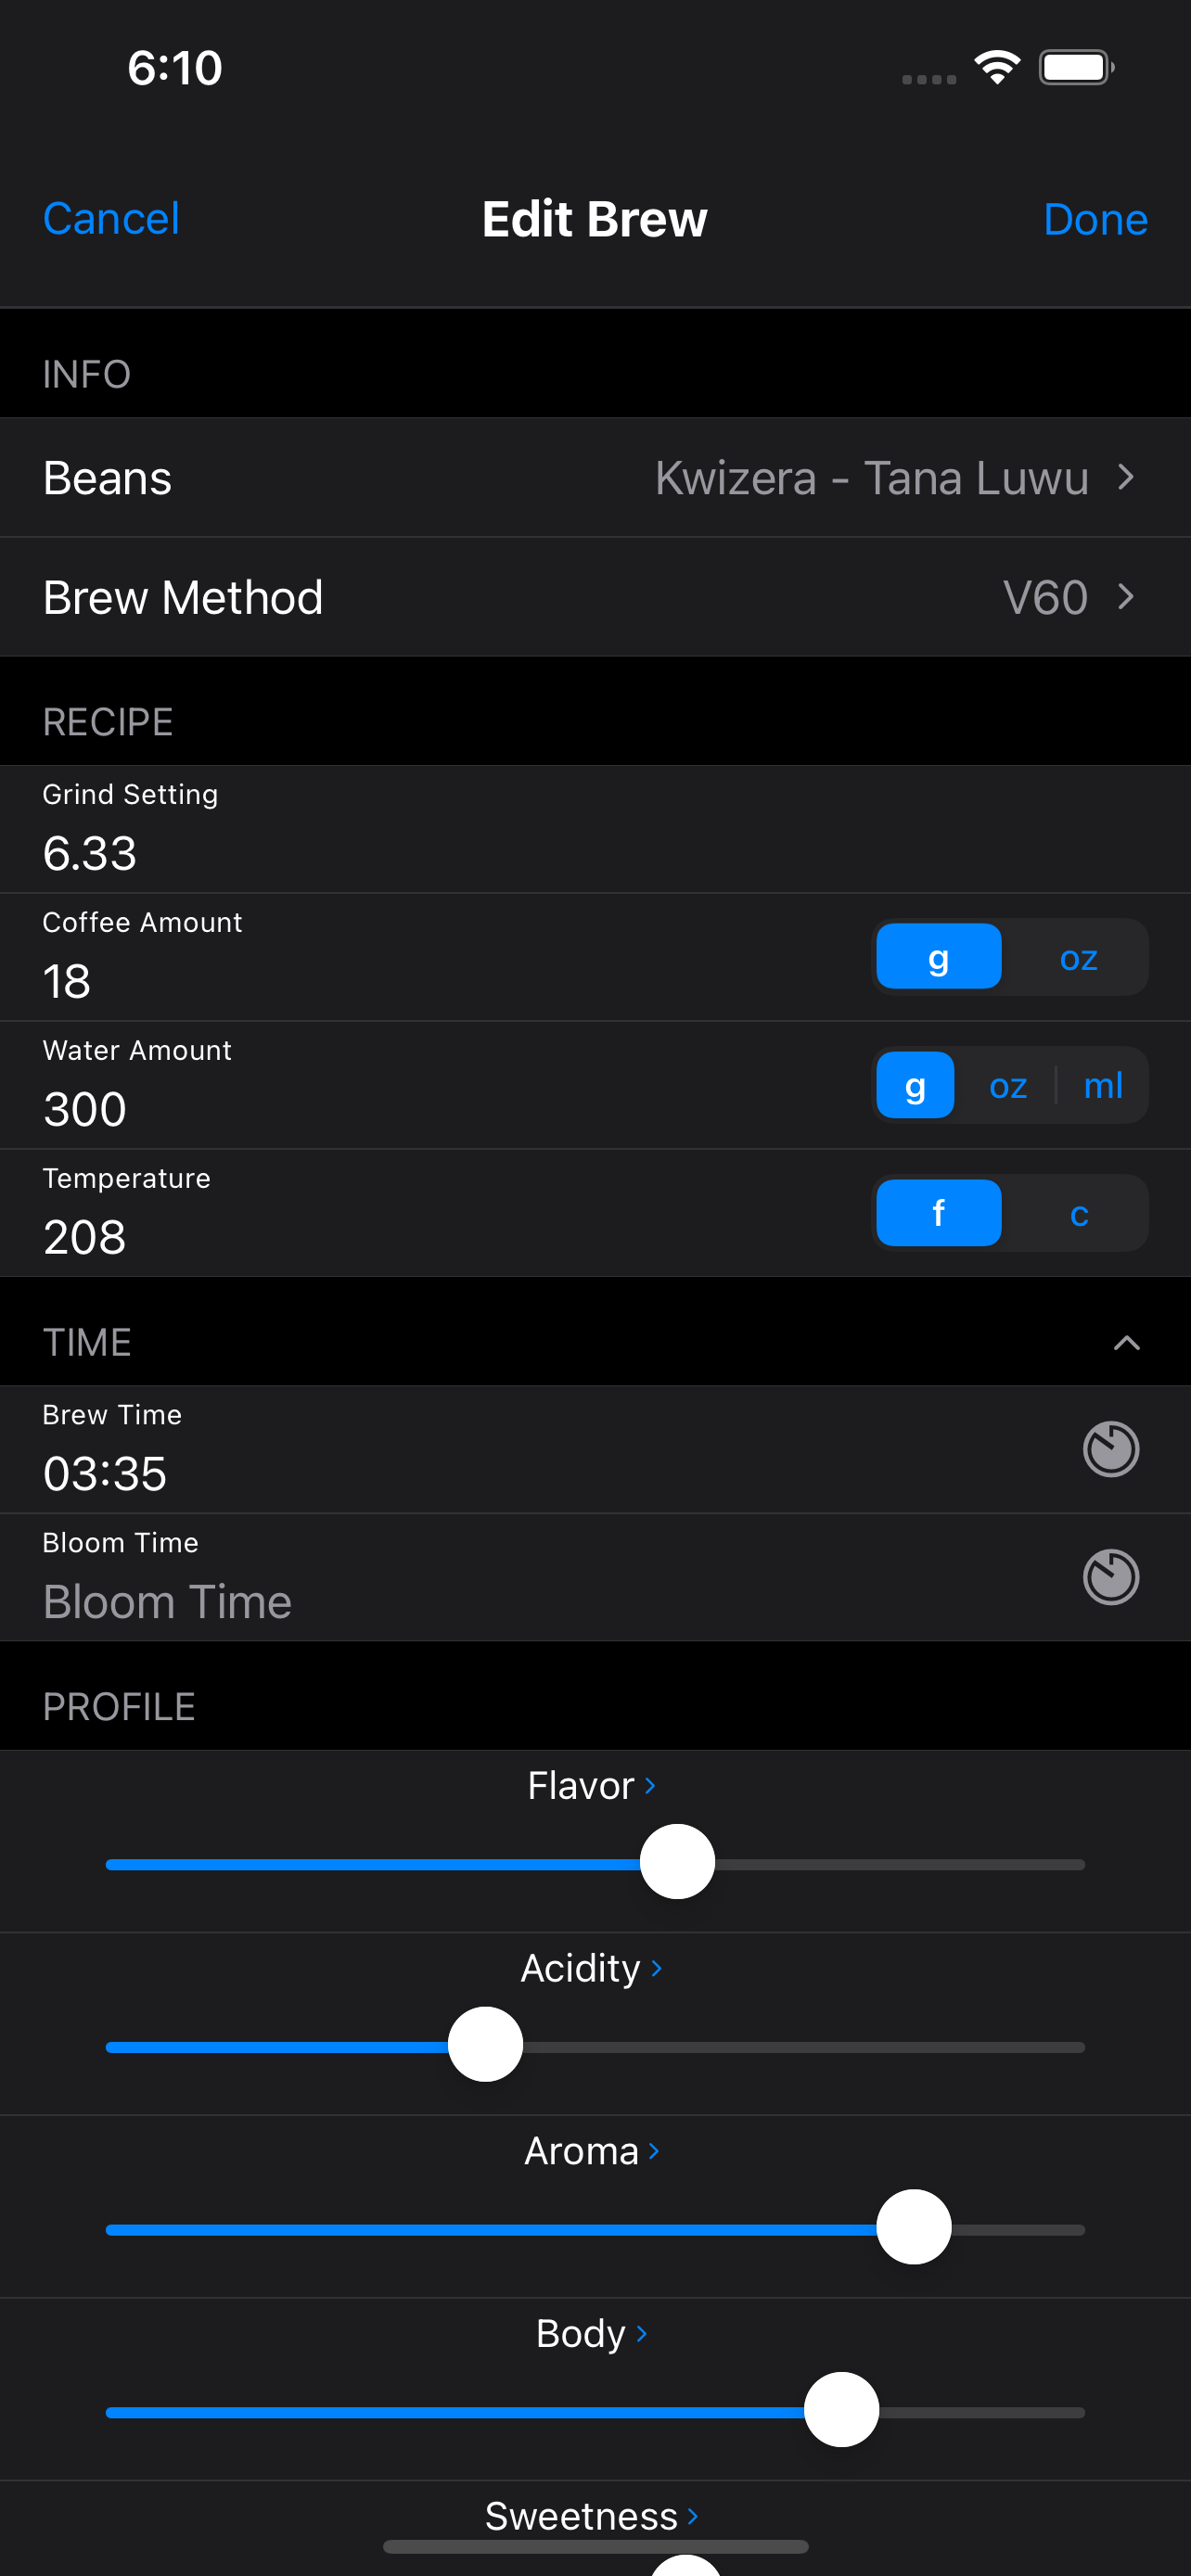 6:10
Cancel Edit Brew Done
INFO
Beans Kwizera - Tana Luwu
Brew Method V60
RECIPE
Grind Setting
6.33
Coffee Amount
18 g oz
Water Amount
300 g oz ml
Temperature
208 f c
TIME
Brew Time
03:35
Bloom Time
Bloom Time
PROFILE
Flavor
Acidity
Aroma
Body
Sweetness